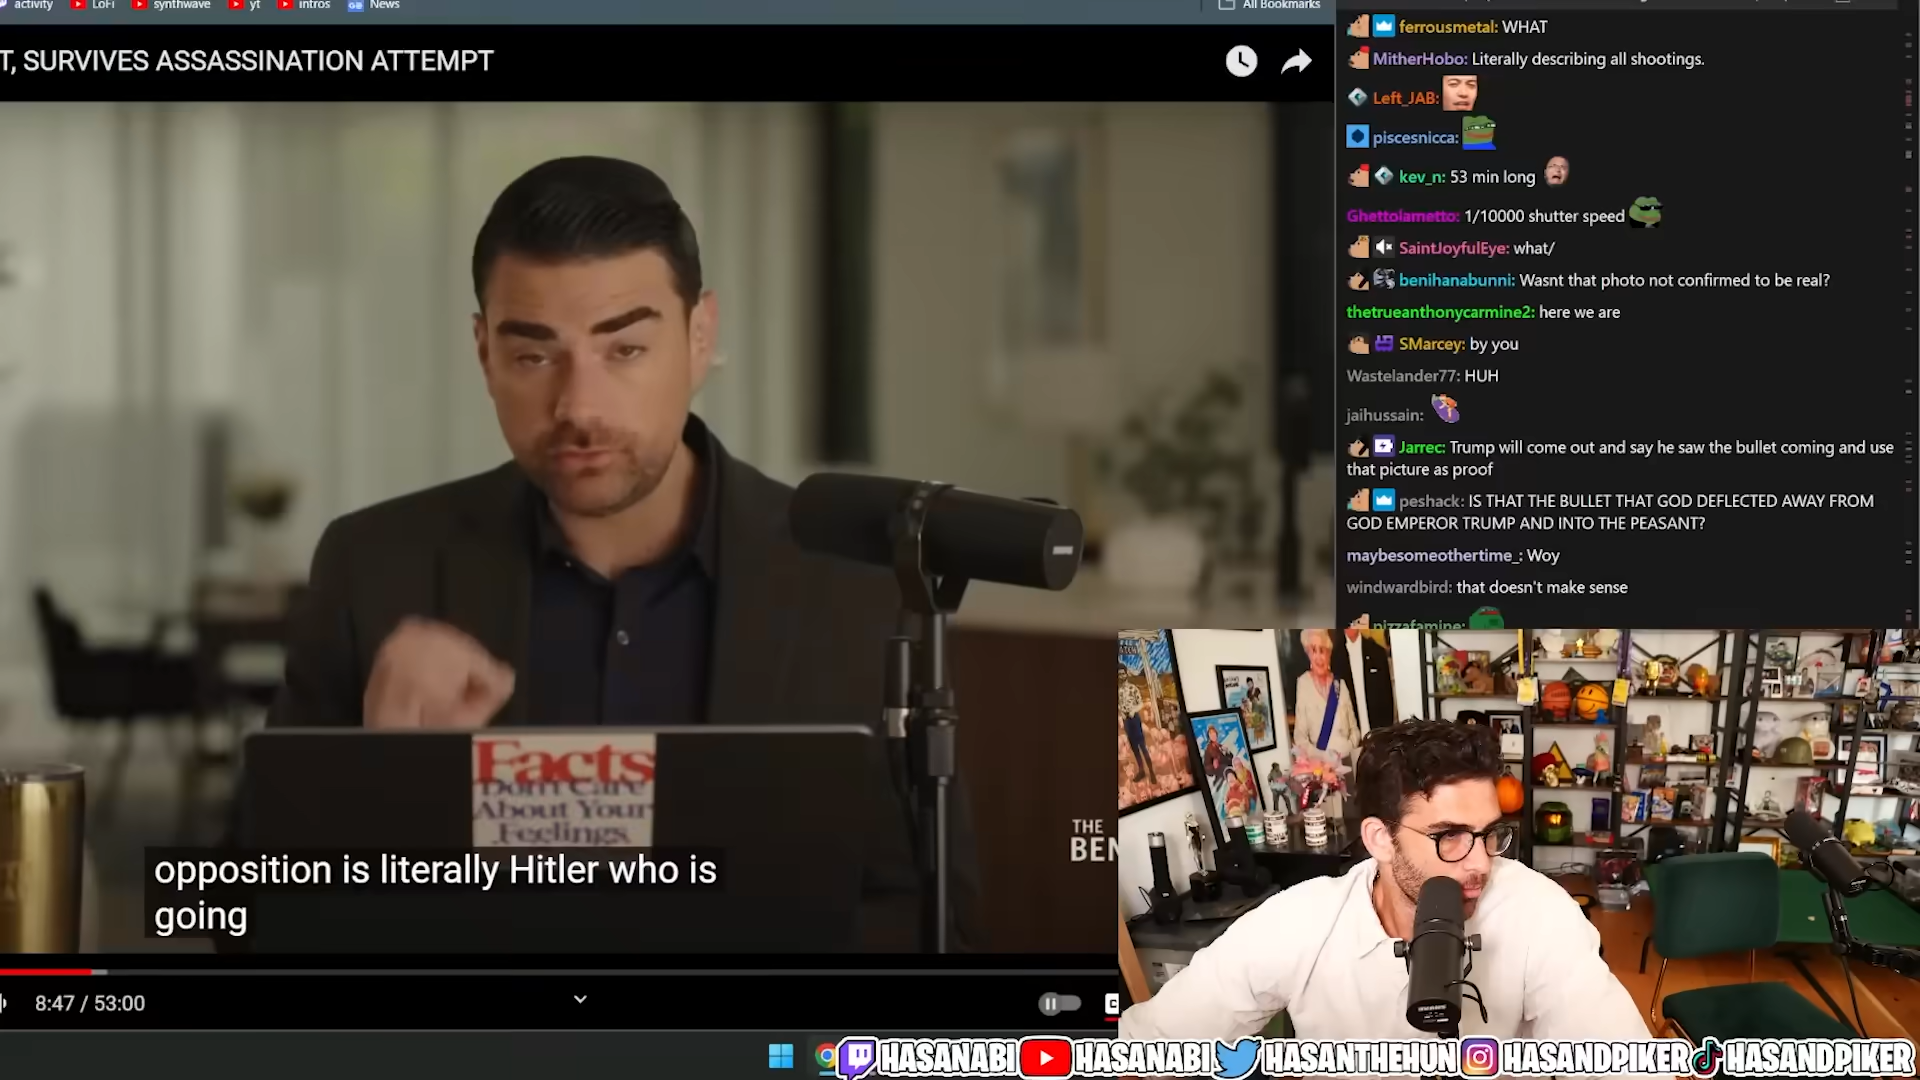 activity
LoFi
synthwave
yt
intros
News
All Bookmarks
T, SURVIVES ASSASSINATION ATTEMPT
Facts
Don't Care
About Your
Feelings
THE
BEN
opposition is literally Hitler who is
going
8:47 / 53:00
ferrousmetal: WHAT
MitherHobo: Literally describing all shootings.
Left_JAB:
piscesnicca:
kev_n: 53 min long
Ghettolametto: 1/10000 shutter speed
SaintJoyfulEye: what/
benihanabunni: Wasnt that photo not confirmed to be real?
thetrueanthonycarmine2: here we are
SMarcey: by you
Wastelander77: HUH
jaihussain:
Jarrec: Trump will come out and say he saw the bullet coming and use
that picture as proof
peshack: IS THAT THE BULLET THAT GOD DEFLECTED AWAY FROM
GOD EMPEROR TRUMP AND INTO THE PEASANT?
maybesomeothertime_: Woy
windwardbird: that doesn't make sense
pizzafamine:
HASANABI
HASANABI
HASANTHEHUN
HASANDPIKER
HASANDPIKER